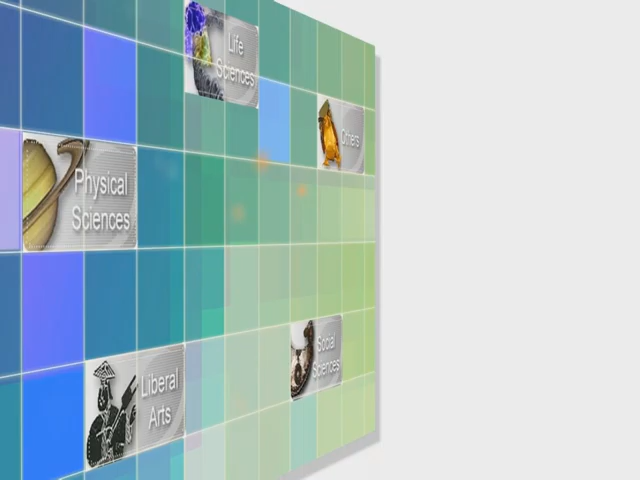 Life
Sciences
Others
Physical
Sciences
Social
Sciences
Liberal
Arts